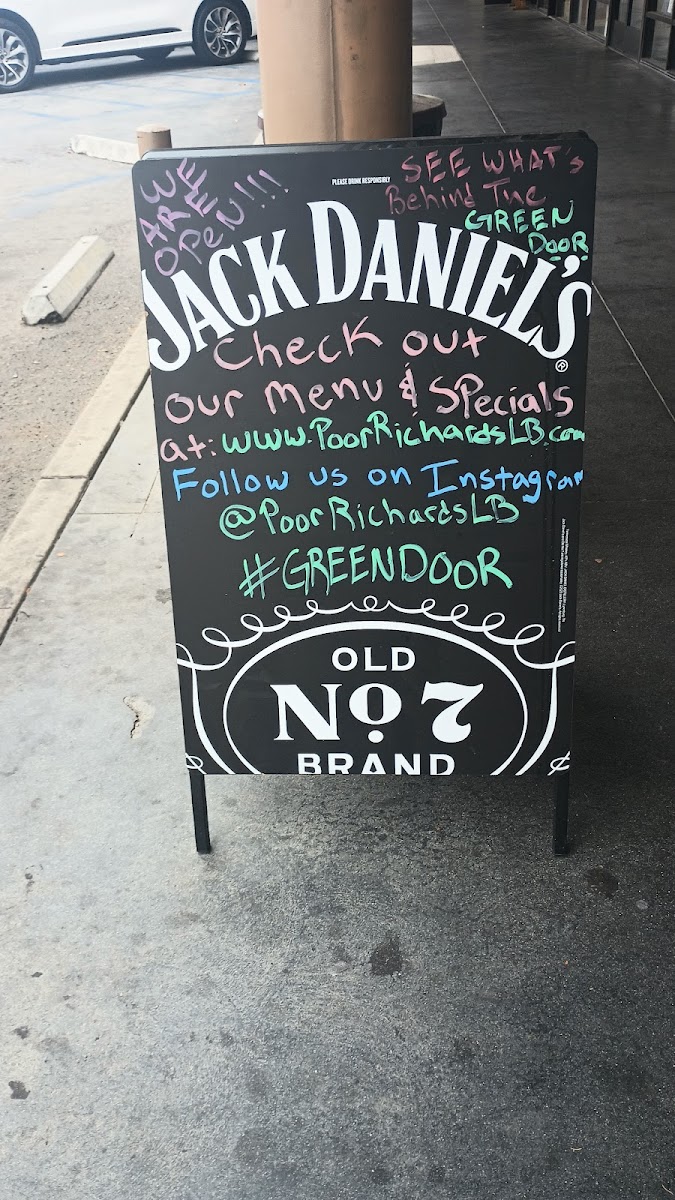 PLEASE DRINK RESPONSIBLY
WE
ARE
OPEN!!!
SEE WHAT'S
Behind The
GREEN
DOOR
JACK DANIEL'S®
Check out
our Menu & Specials
at: www.PoorRichardsLB.com
Follow us on Instagram
@PoorRichardsLB
#GREENDOOR
OLD
No. 7
BRAND